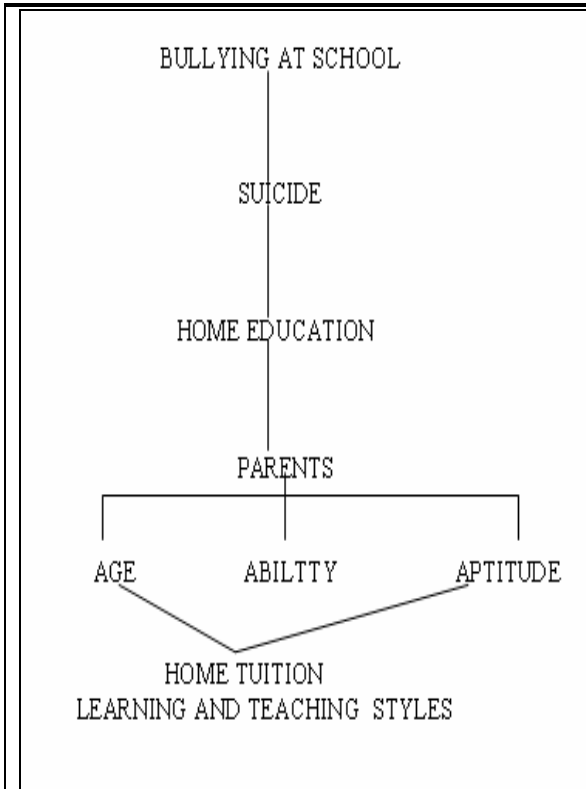 BULLYING AT SCHOOL
SUICIDE
HOME EDUCATION
PARENTS
AGE ABILTTY APTITUDE
HOME TUITION
LEARNING AND TEACHING STYLES